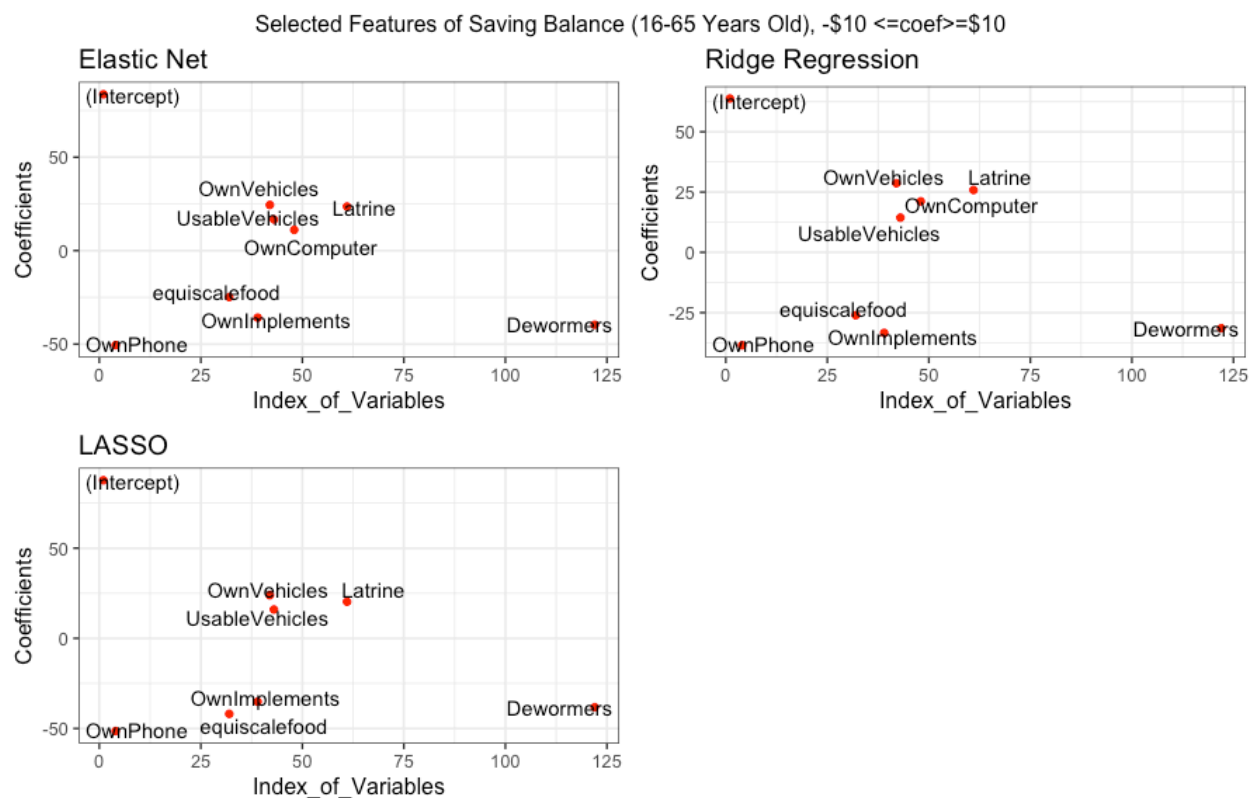 Selected Features of Saving Balance (16-65 Years Old), -$10 <=coef>=$10
Elastic Net
(Intercept)
50
OwnVehicles
UsableVehicles
Latrine
OwnComputer
0
equiscalefood
OwnImplements
Dewormers
-50
OwnPhone
0 25 50 75 100 125
Index_of_Variables
Coefficients
Ridge Regression
(Intercept)
50
OwnVehicles
Latrine
25
OwnComputer
UsableVehicles
0
equiscalefood
-25
Dewormers
OwnImplements
OwnPhone
0 25 50 75 100 125
Index_of_Variables
Coefficients
LASSO
(Intercept)
50
OwnVehicles
Latrine
UsableVehicles
0
OwnImplements
Dewormers
equiscalefood
-50
OwnPhone
0 25 50 75 100 125
Index_of_Variables
Coefficients